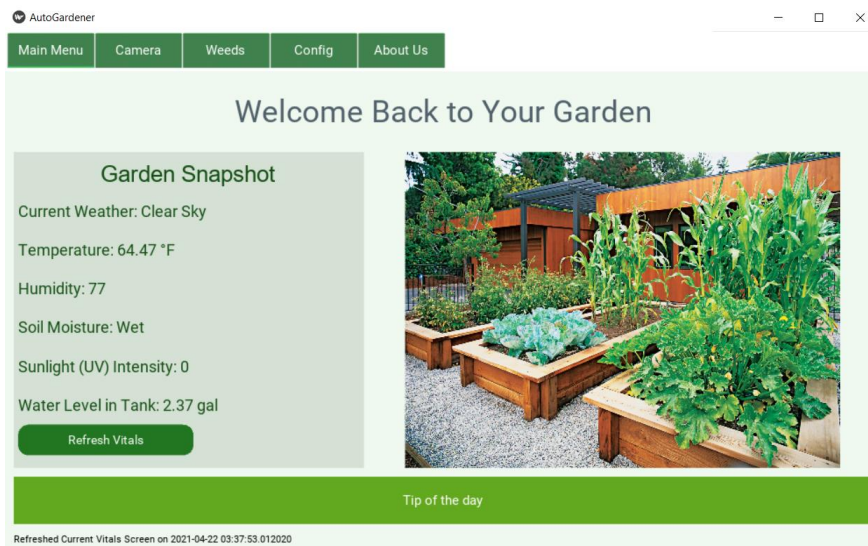 AutoGardener
Main Menu Camera Weeds Config About Us
Welcome Back to Your Garden
Garden Snapshot
Current Weather: Clear Sky
Temperature: 64.47 °F
Humidity: 77
Soil Moisture: Wet
Sunlight (UV) Intensity: 0
Water Level in Tank: 2.37 gal
Refresh Vitals
Tip of the day
Refreshed Current Vitals Screen on 2021-04-22 03:37:53.012020